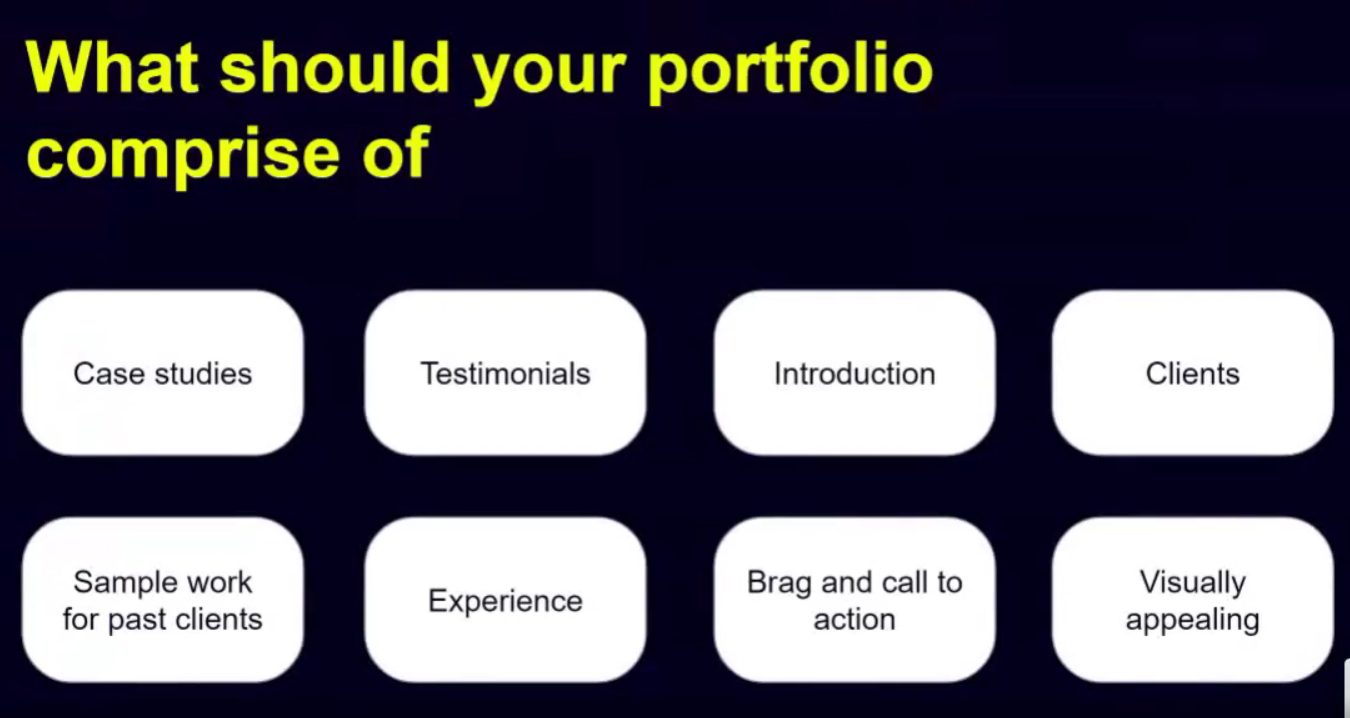 What should your portfolio
comprise of
Case studies
Testimonials
Introduction
Clients
Sample work
for past clients
Experience
Brag and call to
action
Visually
appealing